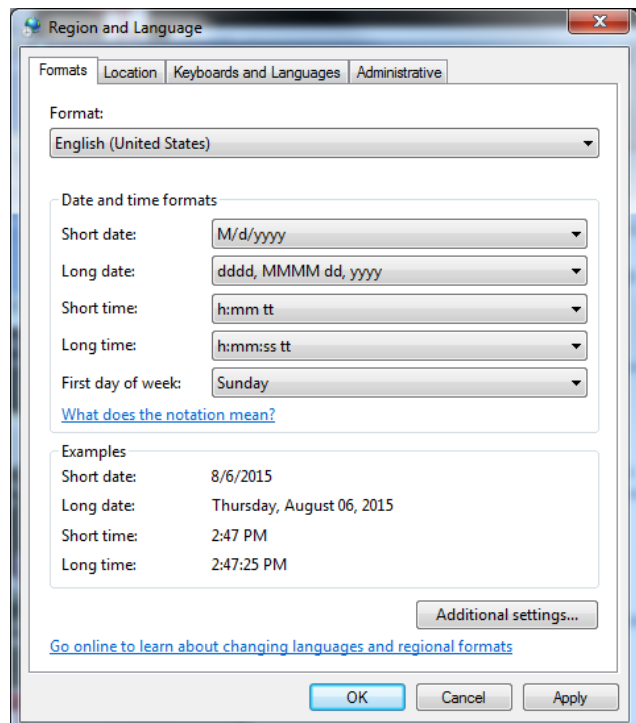 Region and Language
Formats Location Keyboards and Languages Administrative
Format:
English (United States)
Date and time formats
Short date: M/d/yyyy
Long date: dddd, MMMM dd, yyyy
Short time: h:mm tt
Long time: h:mm:ss tt
First day of week: Sunday
What does the notation mean?
Examples
Short date: 8/6/2015
Long date: Thursday, August 06, 2015
Short time: 2:47 PM
Long time: 2:47:25 PM
Additional settings...
Go online to learn about changing languages and regional formats
OK Cancel Apply